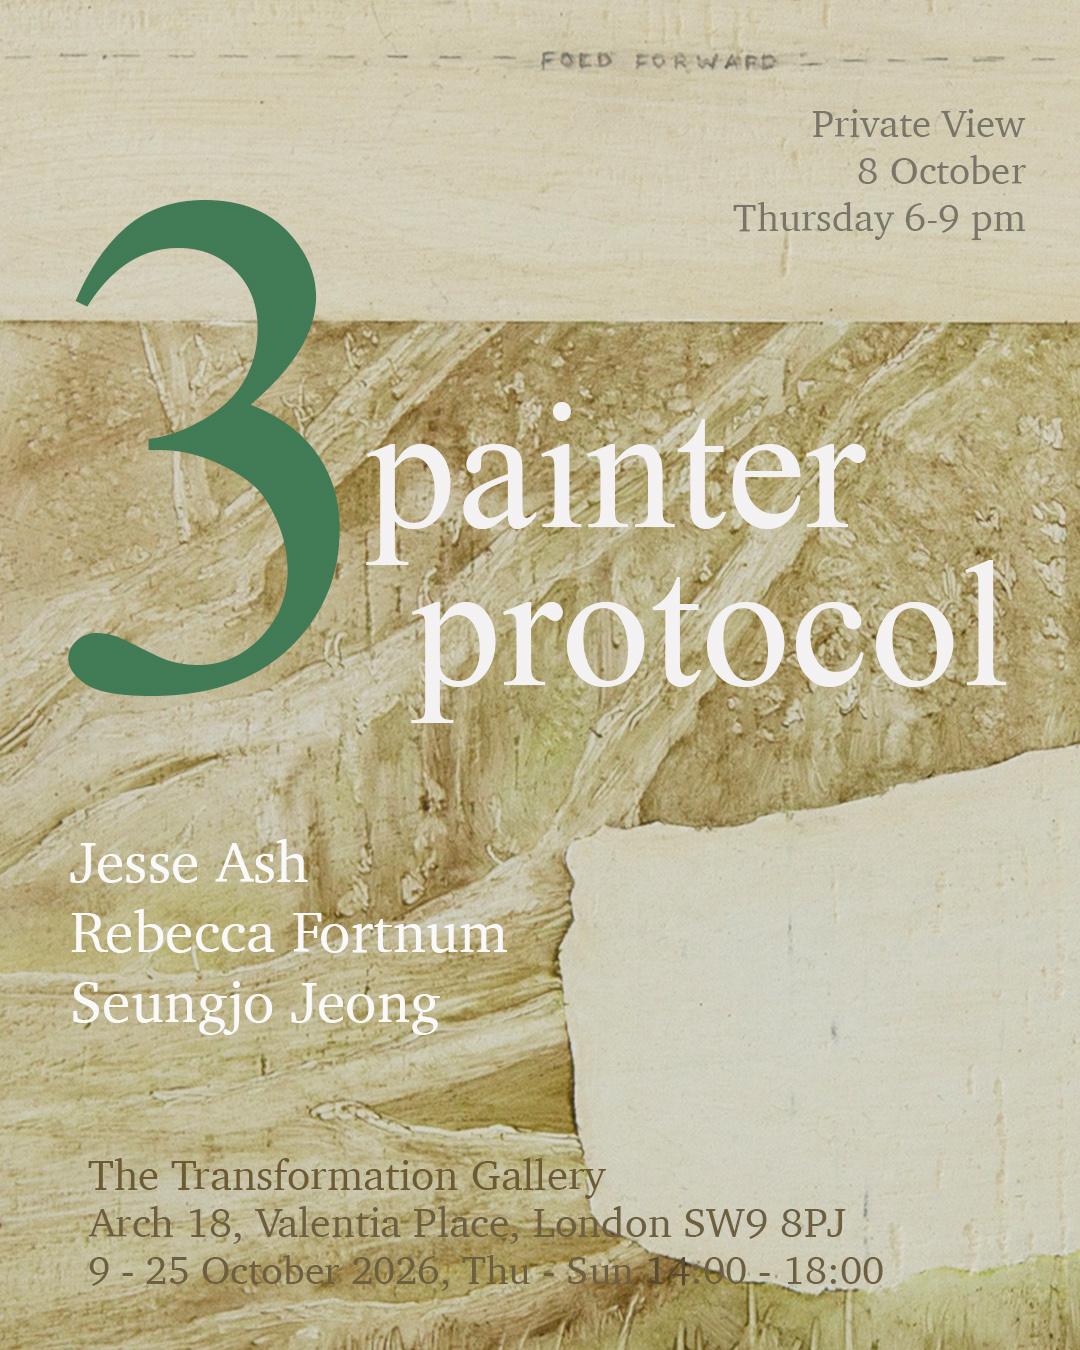 FOLD FORWARD
Private View
8 October
Thursday 6-9 pm
3 painter
protocol
Jesse Ash
Rebecca Fortnum
Seungjo Jeong
The Transformation Gallery
Arch 18, Valentia Place, London SW9 8PJ
9 - 25 October 2026, Thu - Sun 14:00 - 18:00